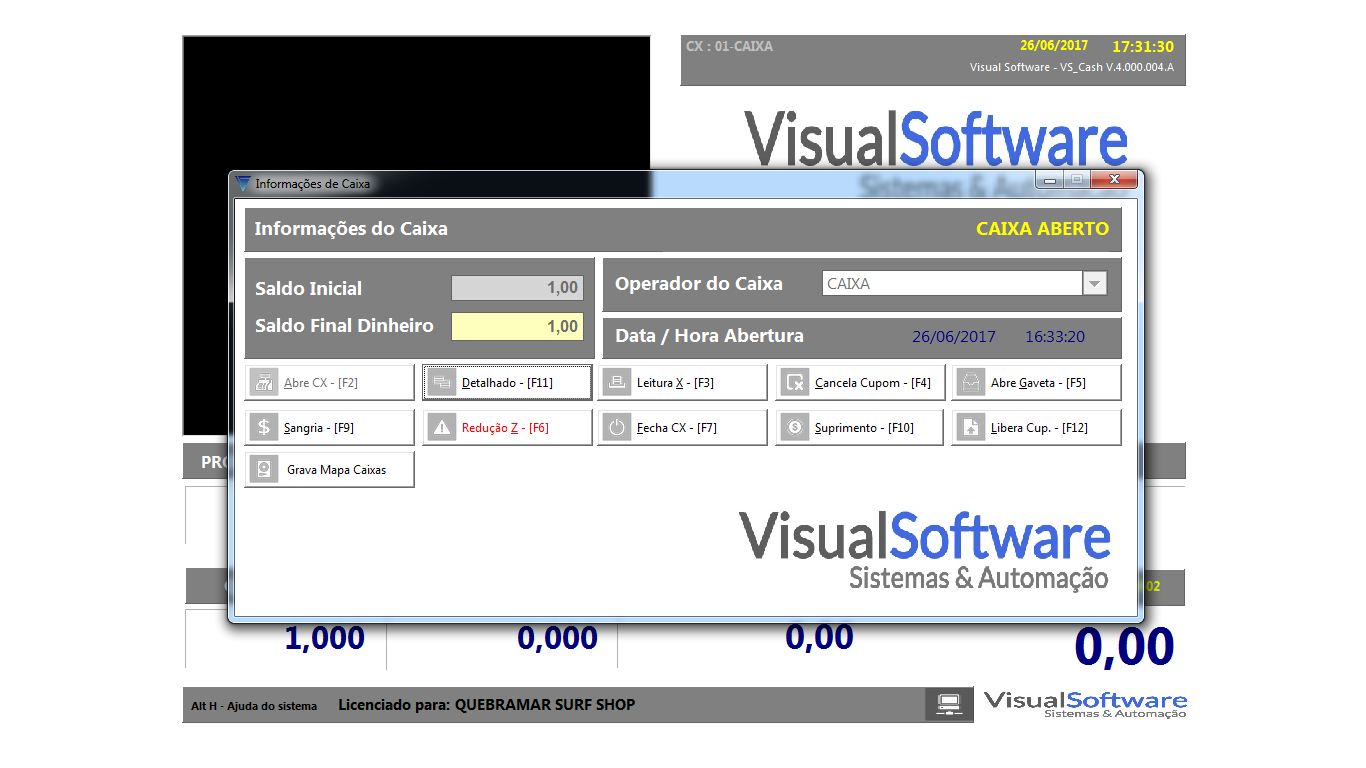 CX : 01-CAIXA 26/06/2017 17:31:30
Visual Software - VS_Cash V.4.000.004.A
VisualSoftware
Sistemas & Automação
Informações de Caixa
Informações do Caixa CAIXA ABERTO
Saldo Inicial 1,00
Operador do Caixa CAIXA
Saldo Final Dinheiro 1,00
Data / Hora Abertura 26/06/2017 16:33:20
Abre CX - [F2] Detalhado - [F11] Leitura X - [F3] Cancela Cupom - [F4] Abre Gaveta - [F5]
Sangria - [F9] Redução Z - [F6] Fecha CX - [F7] Suprimento - [F10] Libera Cup. - [F12]
Grava Mapa Caixas
VisualSoftware
Sistemas & Automação
02
1,000 0,000 0,00 0,00
Alt H - Ajuda do sistema Licenciado para: QUEBRAMAR SURF SHOP
VisualSoftware
Sistemas & Automação